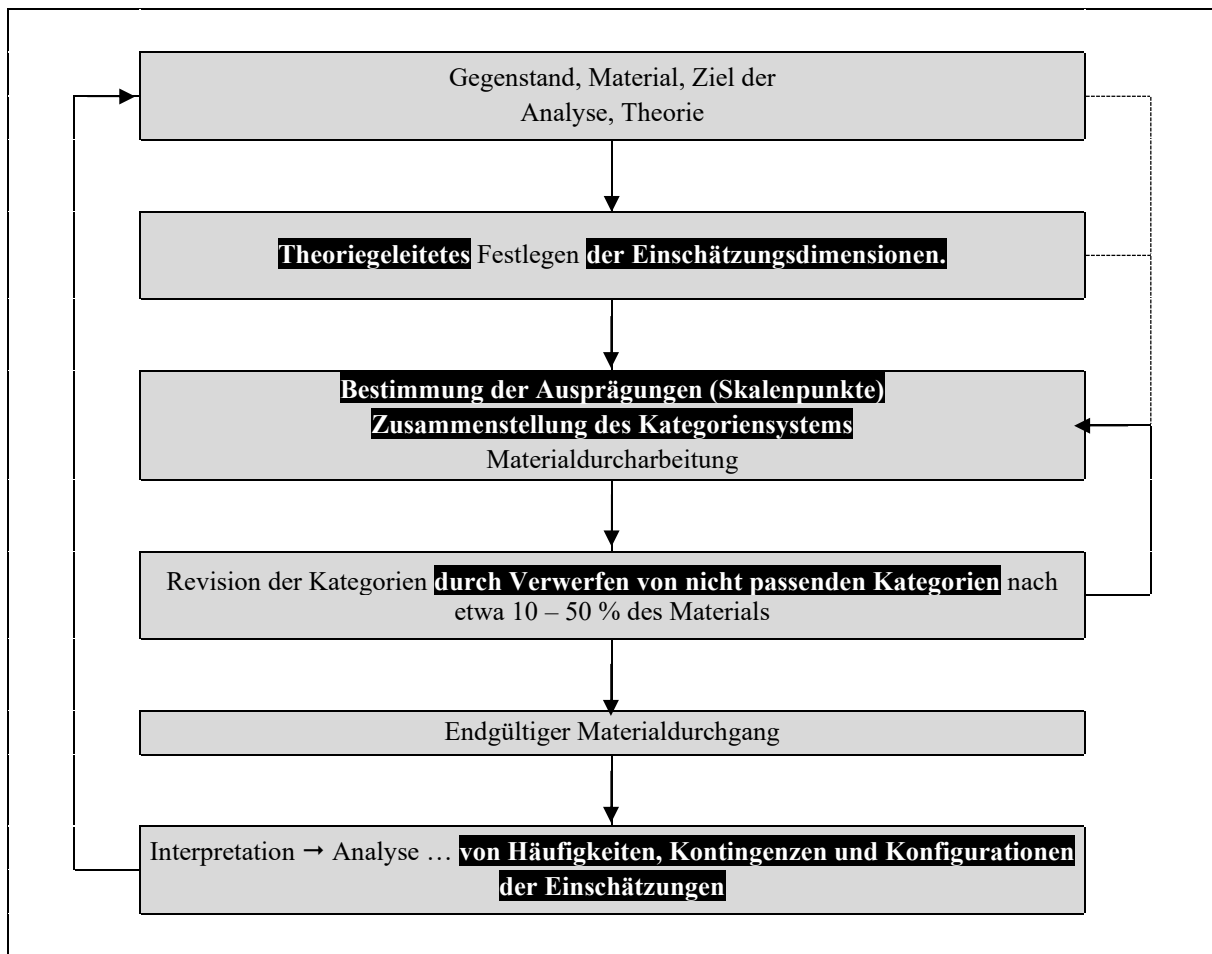 Gegenstand, Material, Ziel der
Analyse, Theorie
Theoriegeleitetes Festlegen der Einschätzungsdimensionen.
Bestimmung der Ausprägungen (Skalenpunkte)
Zusammenstellung des Kategoriensystems
Materialdurcharbeitung
Revision der Kategorien durch Verwerfen von nicht passenden Kategorien nach
etwa 10 – 50 % des Materials
Endgültiger Materialdurchgang
Interpretation → Analyse … von Häufigkeiten, Kontingenzen und Konfigurationen
der Einschätzungen